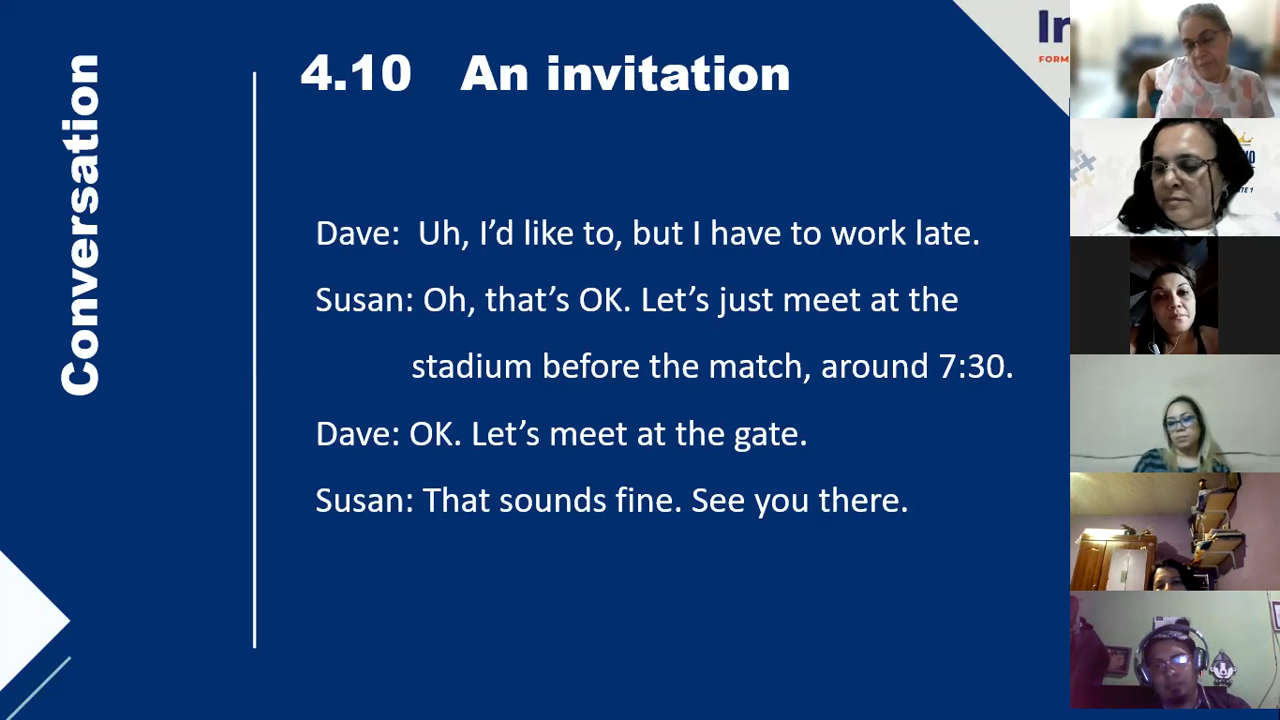 Conversation
4.10 An invitation
In
FORM
Dave: Uh, I'd like to, but I have to work late.
Susan: Oh, that's OK. Let's just meet at the
stadium before the match, around 7:30.
Dave: OK. Let's meet at the gate.
Susan: That sounds fine. See you there.